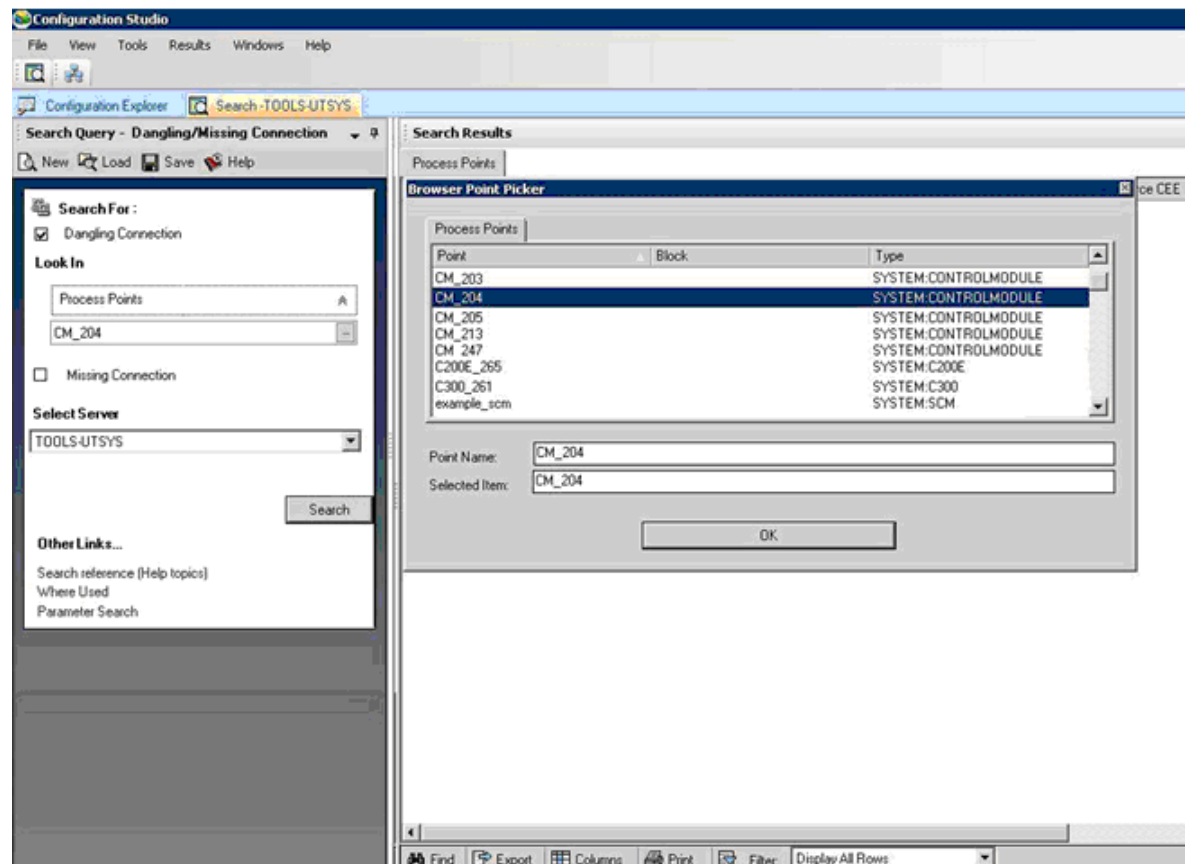 Configuration Studio
File View Tools Results Windows Help
Configuration Explorer Search -TOOLS-UTSYS
Search Query - Dangling/Missing Connection
New Load Save Help
Search For :
Dangling Connection
Look In
Process Points
CM_204
Missing Connection
Select Server
TOOLS-UTSYS
Search
Other Links...
Search reference (Help topics)
Where Used
Parameter Search
Search Results
Process Points
Browser Point Picker
ce CEE
Process Points
Point Block Type
CM_203 SYSTEM:CONTROLMODULE
CM_204 SYSTEM:CONTROLMODULE
CM_205 SYSTEM:CONTROLMODULE
CM_213 SYSTEM:CONTROLMODULE
CM_247 SYSTEM:CONTROLMODULE
C200E_265 SYSTEM:C200E
C300_261 SYSTEM:C300
example_scm SYSTEM:SCM
Point Name: CM_204
Selected Item: CM_204
OK
Find Export Columns Print Filter Display All Rows